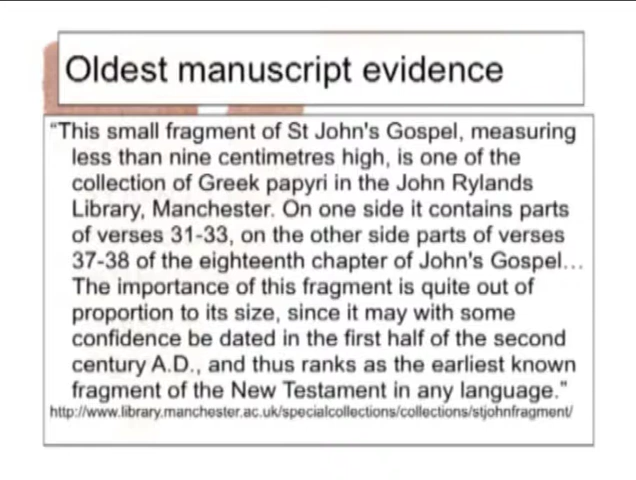 Oldest manuscript evidence
"This small fragment of St John's Gospel, measuring
less than nine centimetres high, is one of the
collection of Greek papyri in the John Rylands
Library, Manchester. On one side it contains parts
of verses 31-33, on the other side parts of verses
37-38 of the eighteenth chapter of John's Gospel...
The importance of this fragment is quite out of
proportion to its size, since it may with some
confidence be dated in the first half of the second
century A.D., and thus ranks as the earliest known
fragment of the New Testament in any language."
http://www.library.manchester.ac.uk/specialcollections/collections/stjohnfragment/